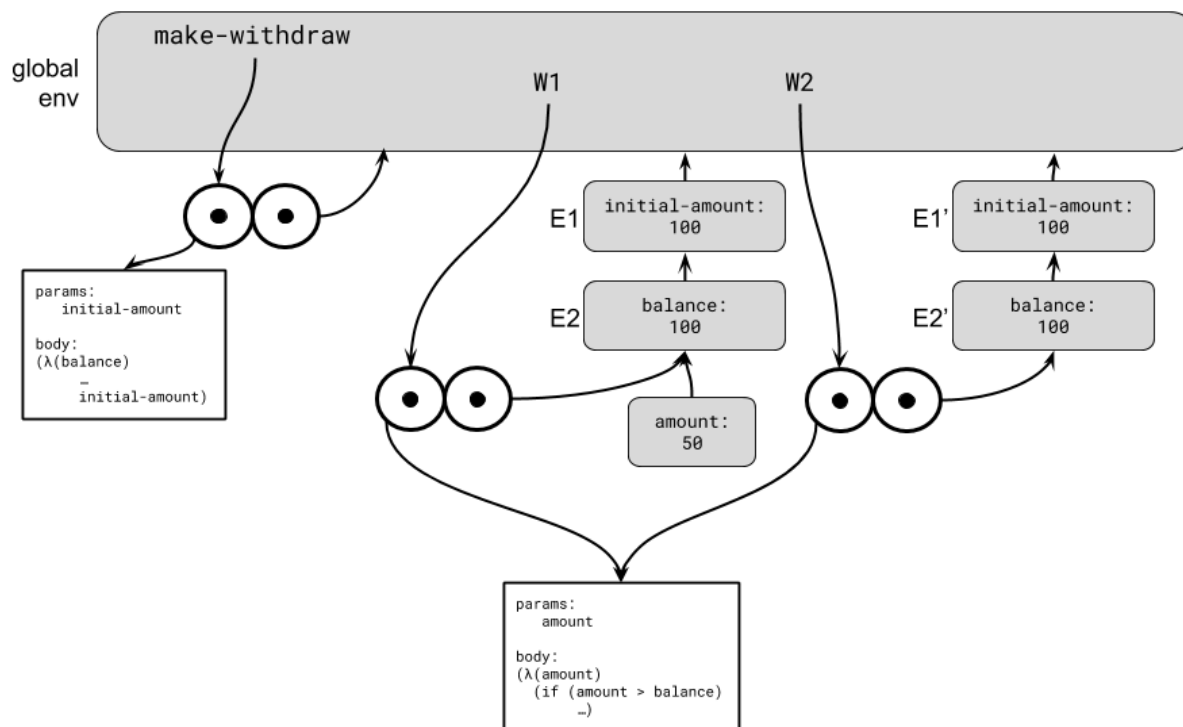 make-withdraw
global
env
W1
W2
E1
initial-amount:
100
E1’
initial-amount:
100
params:
initial-amount
body:
(λ(balance)
…
initial-amount)
E2
balance:
100
E2’
balance:
100
amount:
50
params:
amount
body:
(λ(amount)
(if (amount > balance)
…)